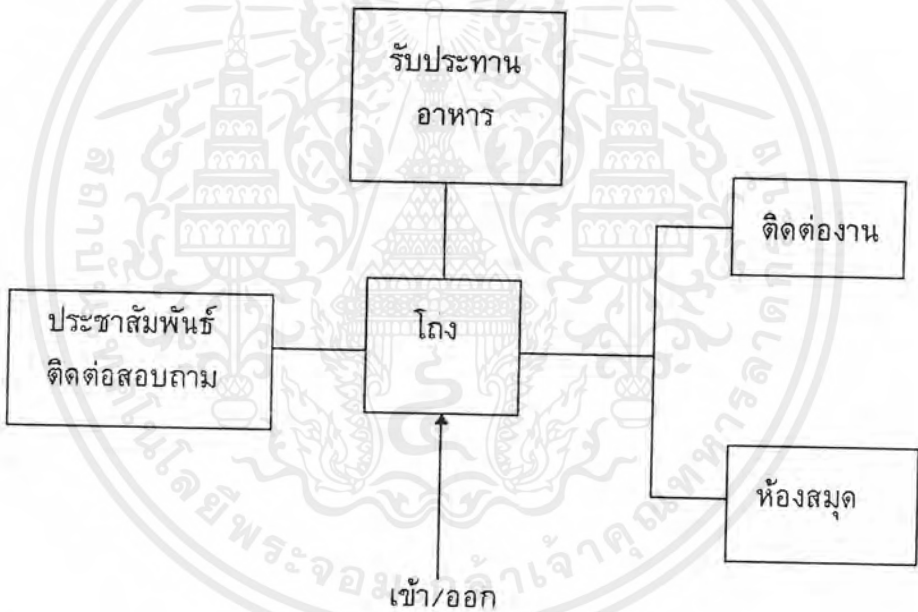 รับประทาน
อาหาร
ติดต่องาน
ประชาสัมพันธ์
ติดต่อสอบถาม
โถง
ห้องสมุด
เข้า/ออก